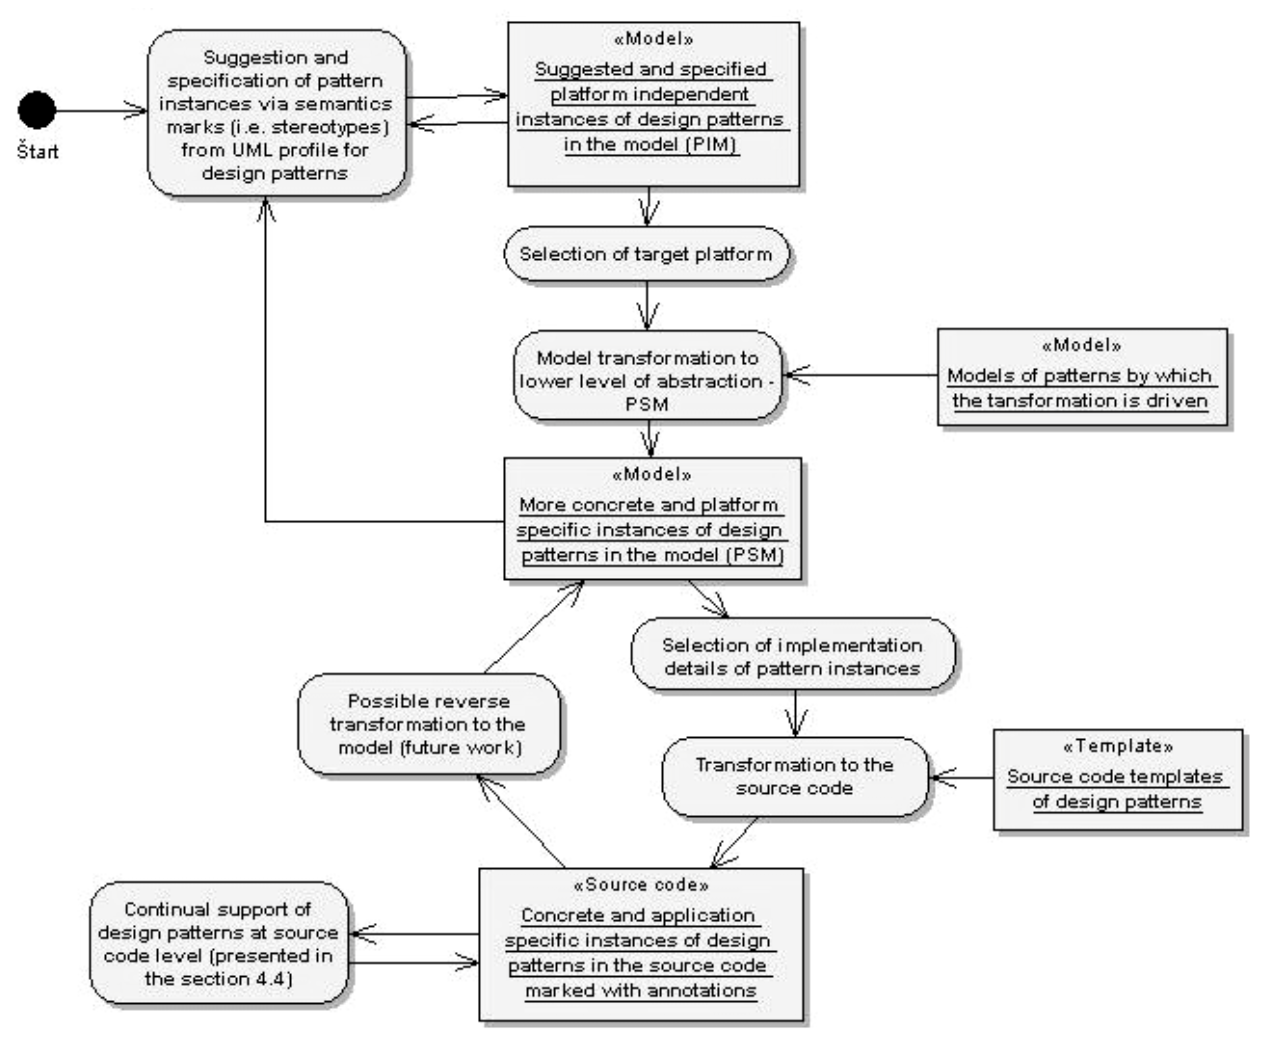 Suggestion and
specification of pattern
instances via semantics
marks (i.e. stereotypes)
from UML profile for
design patterns
Štart
«Model»
Suggested and specified
platform independent
instances of design patterns
in the model (PIM)
Selection of target platform
Model transformation to
lower level of abstraction -
PSM
«Model»
Models of patterns by which
the tansformation is driven
«Model»
More concrete and platform
specific instances of design
patterns in the model (PSM)
Selection of implementation
details of pattern instances
Possible reverse
transformation to the
model (future work)
Transformation to the
source code
«Template»
Source code templates
of design patterns
«Source code»
Concrete and application
specific instances of design
patterns in the source code
marked with annotations
Continual support of
design patterns at source
code level (presented in
the section 4.4)